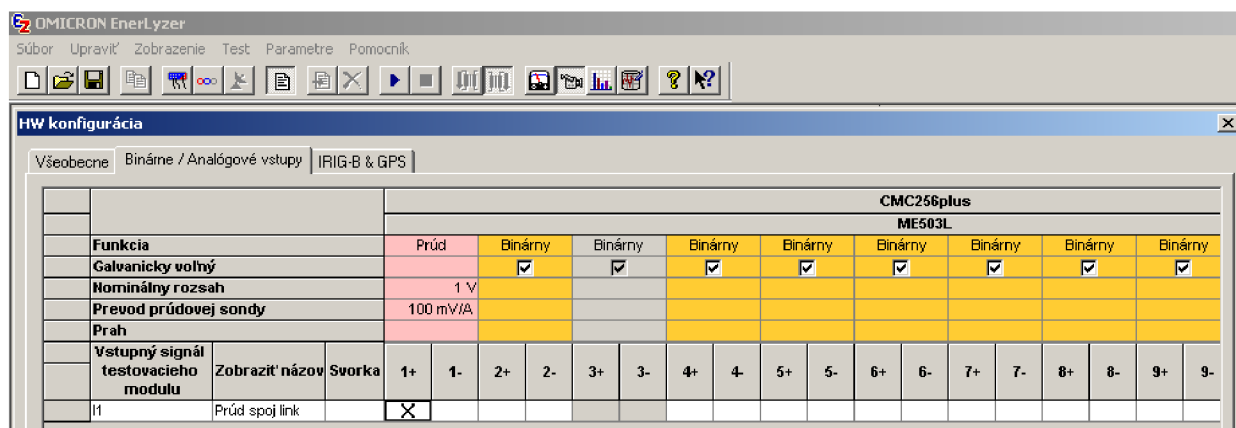 OMICRON EnerLyzer
Súbor Upraviť Zobrazenie Test Parametre Pomocník
HW konfigurácia
Všeobecne Binárne / Analógové vstupy IRIG-B & GPS
CMC256plus
ME503L
Funkcia Prúd Binárny Binárny Binárny Binárny Binárny Binárny Binárny Binárny
Galvanicky voľný
Nominálny rozsah 1 V
Prevod prúdovej sondy 100 mV/A
Prah
Vstupný signál
testovacieho Zobraziť názov Svorka 1+ 1- 2+ 2- 3+ 3- 4+ 4- 5+ 5- 6+ 6- 7+ 7- 8+ 8- 9+ 9-
modulu
I1 Prúd spoj link X